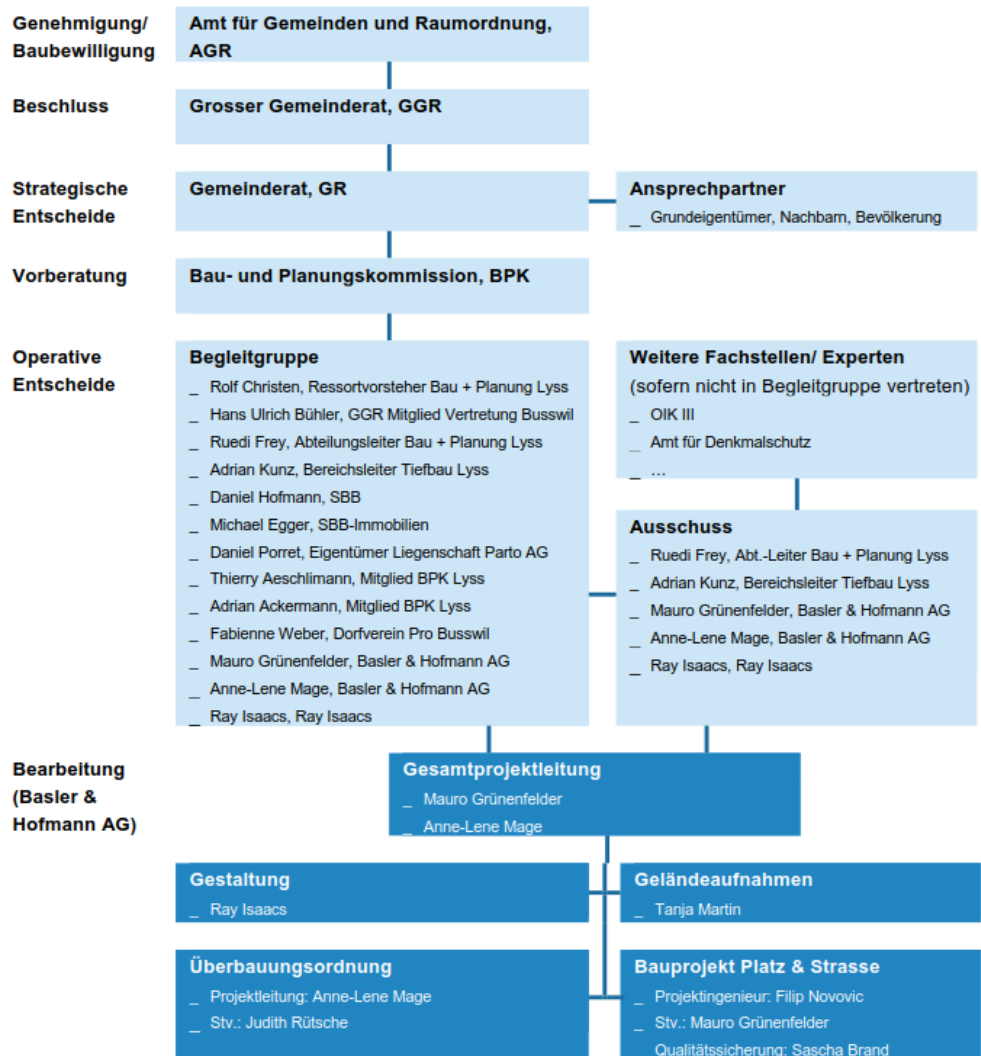 Genehmigung/
Baubewilligung
Amt für Gemeinden und Raumordnung,
AGR
Beschluss
Grosser Gemeinderat, GGR
Strategische
Entscheide
Gemeinderat, GR
Ansprechpartner
_ Grundeigentümer, Nachbarn, Bevölkerung
Vorberatung
Bau- und Planungskommission, BPK
Operative
Entscheide
Begleitgruppe
_ Rolf Christen, Ressortvorsteher Bau + Planung Lyss
_ Hans Ulrich Bühler, GGR Mitglied Vertretung Busswil
_ Ruedi Frey, Abteilungsleiter Bau + Planung Lyss
_ Adrian Kunz, Bereichsleiter Tiefbau Lyss
_ Daniel Hofmann, SBB
_ Michael Egger, SBB-Immobilien
_ Daniel Porret, Eigentümer Liegenschaft Parto AG
_ Thierry Aeschlimann, Mitglied BPK Lyss
_ Adrian Ackermann, Mitglied BPK Lyss
_ Fabienne Weber, Dorfverein Pro Busswil
_ Mauro Grünenfelder, Basler & Hofmann AG
_ Anne-Lene Mage, Basler & Hofmann AG
_ Ray Isaacs, Ray Isaacs
Weitere Fachstellen/ Experten
(sofern nicht in Begleitgruppe vertreten)
_ OIK III
_ Amt für Denkmalschutz
_ …
Ausschuss
_ Ruedi Frey, Abt.-Leiter Bau + Planung Lyss
_ Adrian Kunz, Bereichsleiter Tiefbau Lyss
_ Mauro Grünenfelder, Basler & Hofmann AG
_ Anne-Lene Mage, Basler & Hofmann AG
_ Ray Isaacs, Ray Isaacs
Bearbeitung
(Basler &
Hofmann AG)
Gesamtprojektleitung
_ Mauro Grünenfelder
_ Anne-Lene Mage
Gestaltung
_ Ray Isaacs
Geländeaufnahmen
_ Tanja Martin
Überbauungsordnung
_ Projektleitung: Anne-Lene Mage
_ Stv.: Judith Rütsche
Bauprojekt Platz & Strasse
_ Projektingenieur: Filip Novovic
_ Stv.: Mauro Grünenfelder
Qualitätssicherung: Sascha Brand